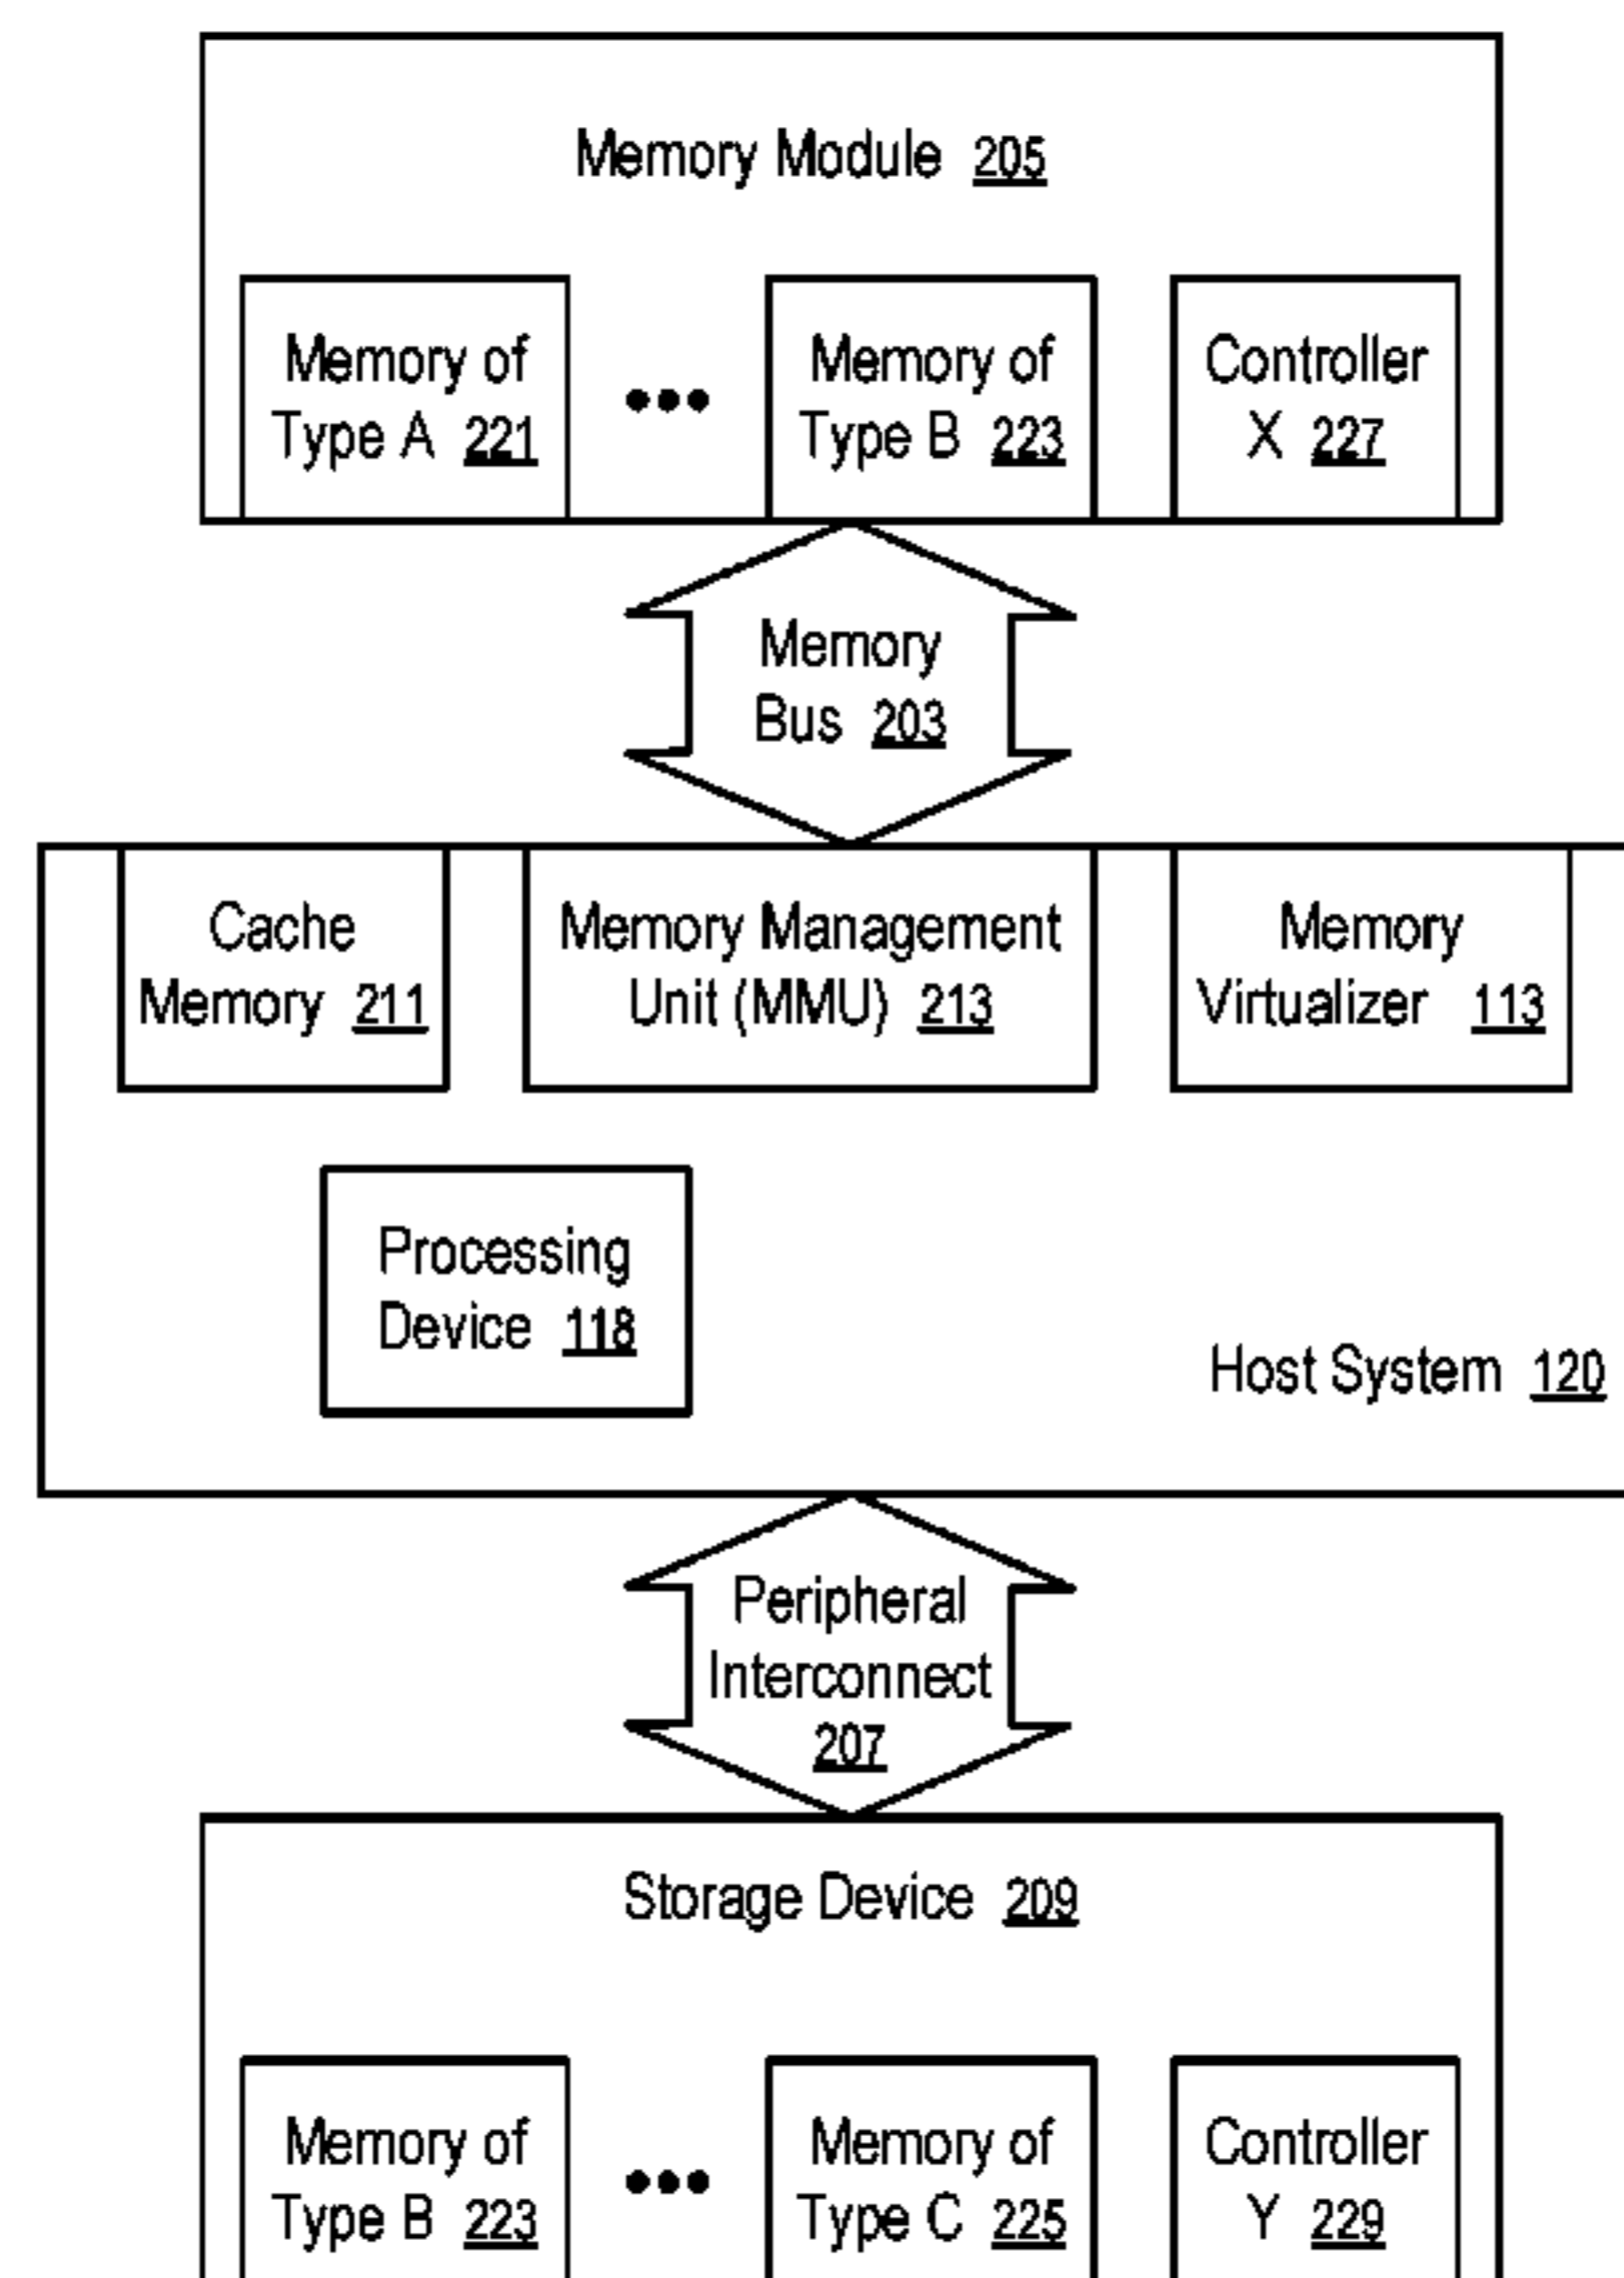 Memory Module 205
Memory of
Type A 221
Memory of
Type B 223
Controller
X 227
Memory
Bus 203
Cache
Memory 211
Memory Management
Unit (MMU) 213
Memory
Virtualizer 113
Processing
Device 118
Host System 120
Peripheral
Interconnect
207
Storage Device 209
Memory of
Type B 223
Memory of
Type C 225
Controller
Y 229